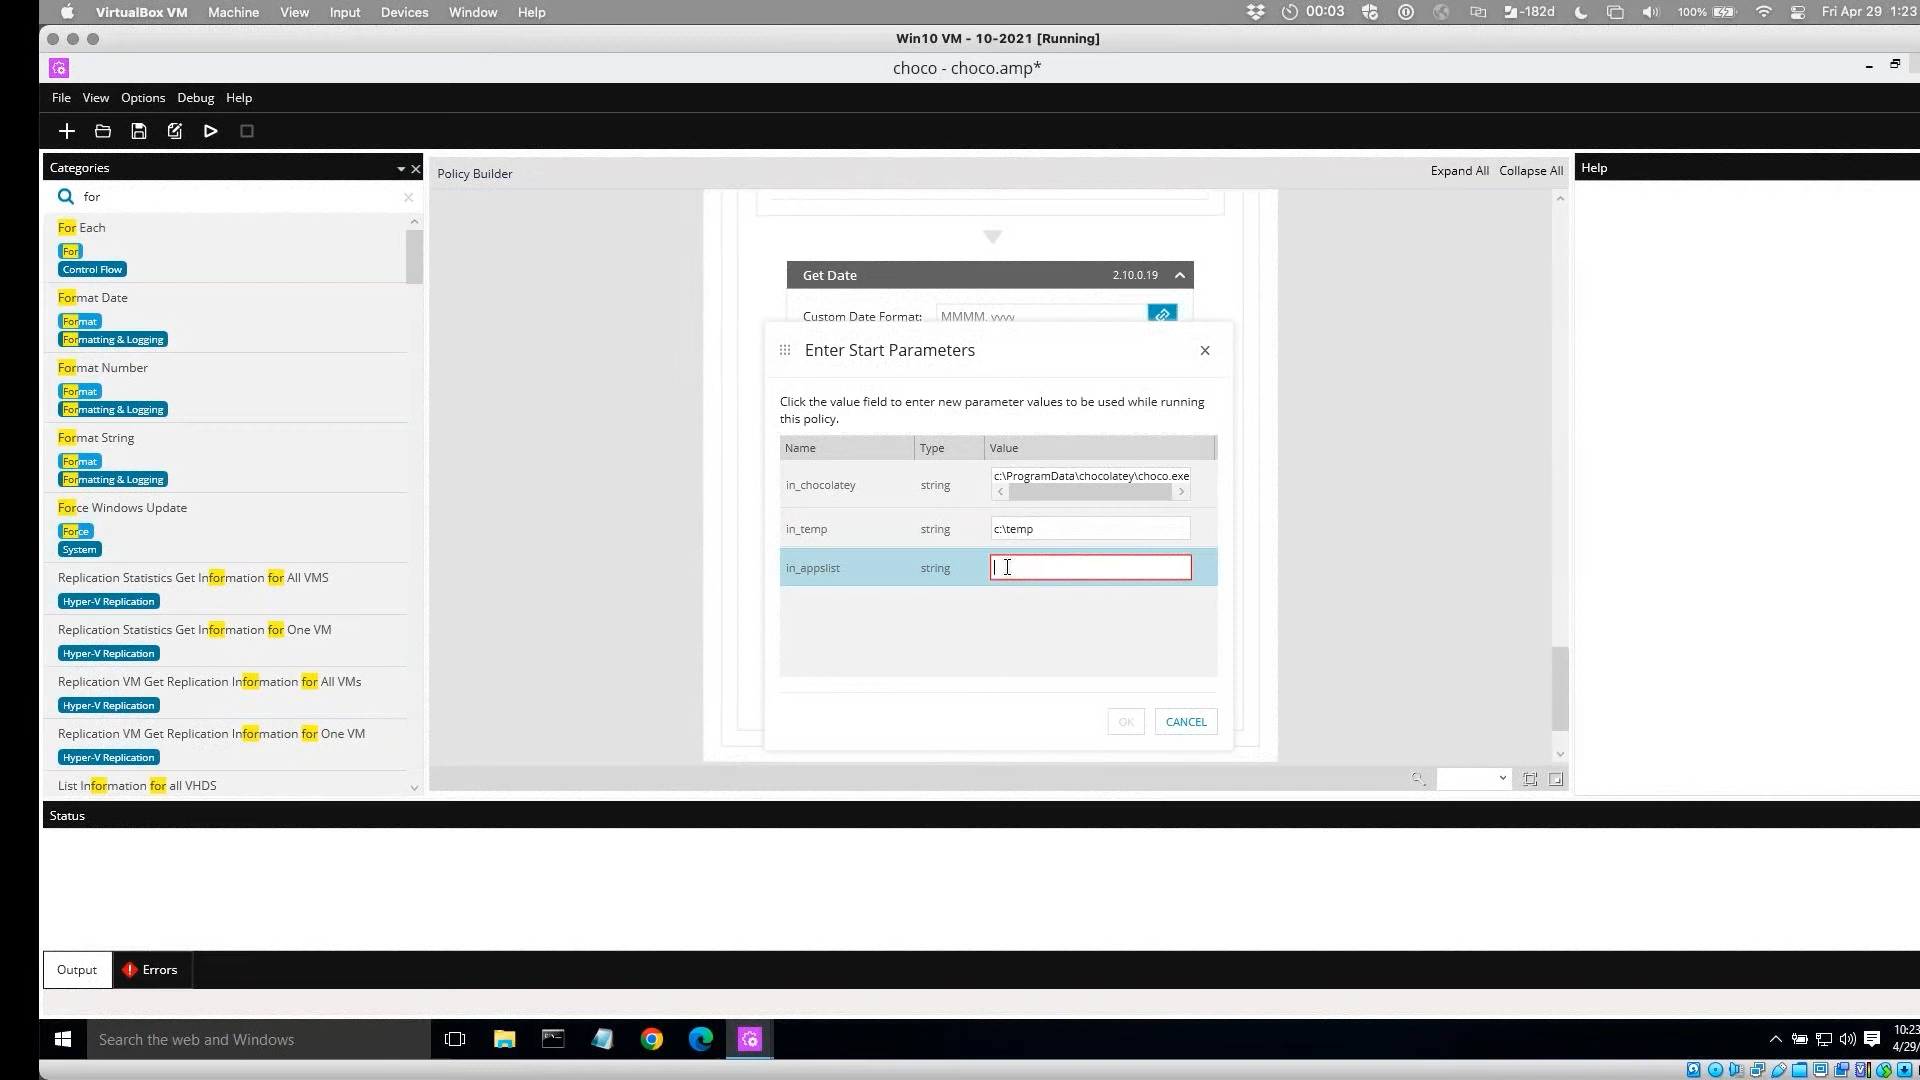 VirtualBox VM Machine View Input Devices Window Help
00:03 -182d 100% Fri Apr 29 1:23
Win10 VM - 10-2021 [Running]
choco - choco.amp*
File View Options Debug Help
Categories
for
For Each
For
Control Flow
Format Date
Format
Formatting & Logging
Format Number
Format
Formatting & Logging
Format String
Format
Formatting & Logging
Force Windows Update
Force
System
Replication Statistics Get Information for All VMS
Hyper-V Replication
Replication Statistics Get Information for One VM
Hyper-V Replication
Replication VM Get Replication Information for All VMs
Hyper-V Replication
Replication VM Get Replication Information for One VM
Hyper-V Replication
List Information for all VHDS
Policy Builder
Expand All Collapse All
Get Date 2.10.0.19
Custom Date Format: MMMM, yyyy
Enter Start Parameters
Click the value field to enter new parameter values to be used while running
this policy.
Name Type Value
in_chocolatey string c:\ProgramData\chocolatey\choco.exe
in_temp string c:\temp
in_appslist string
OK CANCEL
Help
Status
Output Errors
Search the web and Windows
10:23
4/29/